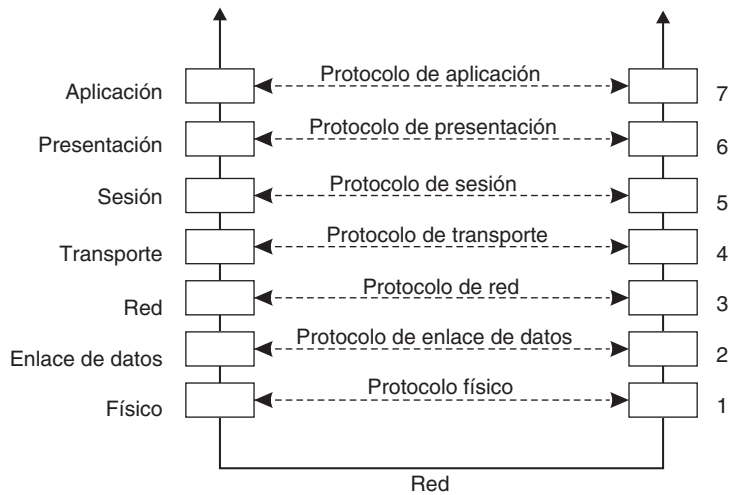 Aplicación Protocolo de aplicación 7
Presentación Protocolo de presentación 6
Sesión Protocolo de sesión 5
Transporte Protocolo de transporte 4
Red Protocolo de red 3
Enlace de datos Protocolo de enlace de datos 2
Físico Protocolo físico 1
Red